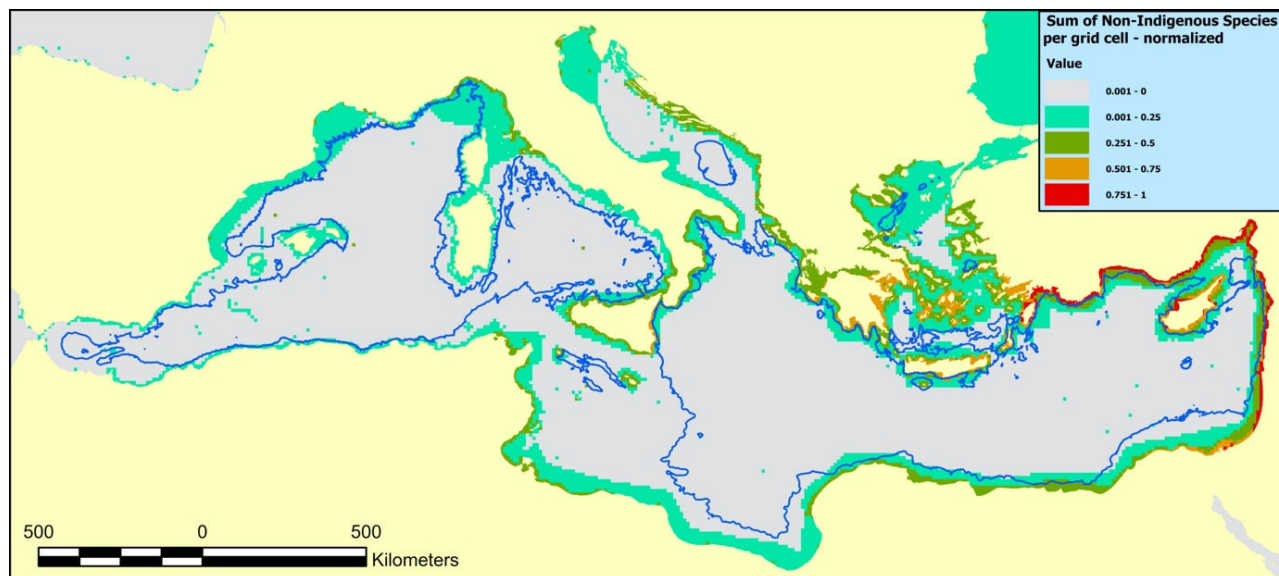 Sum of Non-Indigenous Species
per grid cell - normalized
Value
0.001 - 0
0.001 - 0.25
0.251 - 0.5
0.501 - 0.75
0.751 - 1
500 0 500
Kilometers